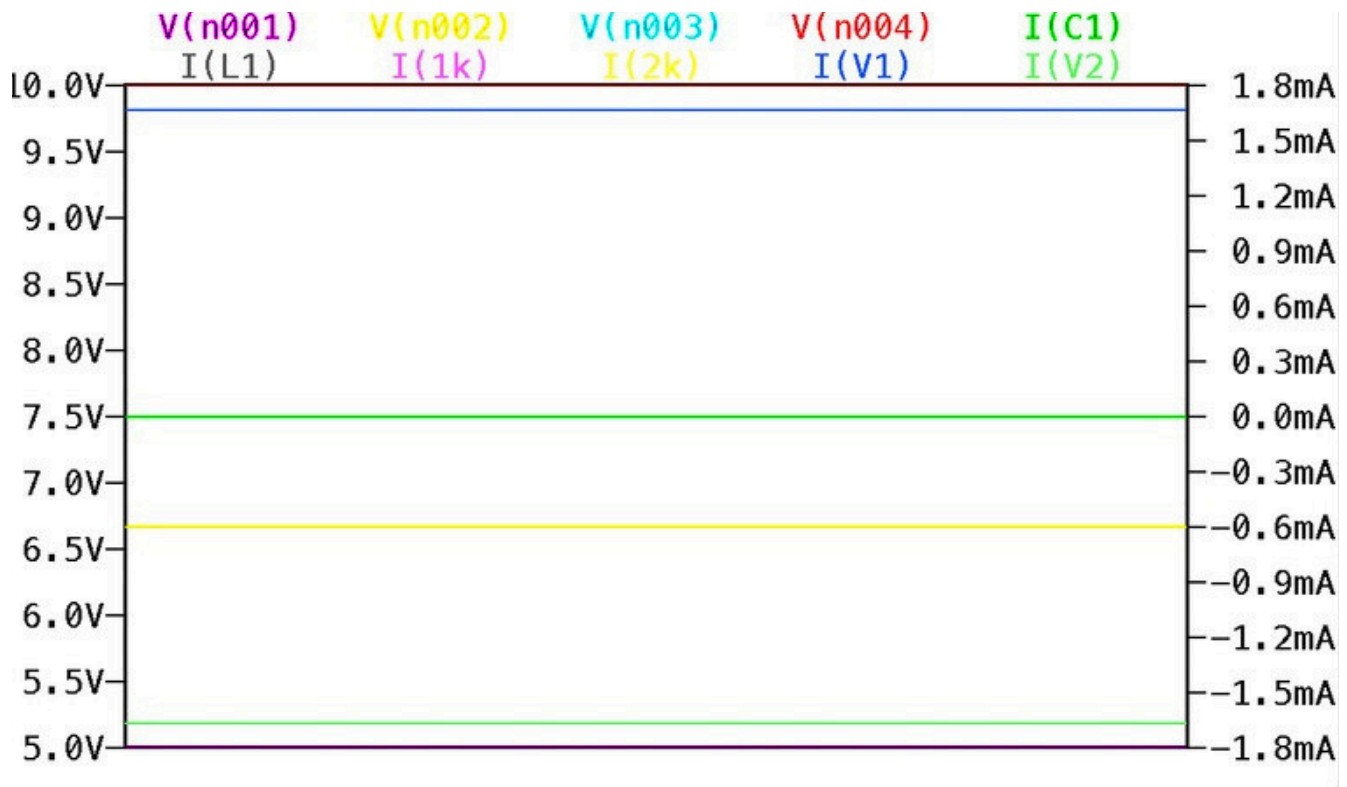 V(n001) V(n002) V(n003) V(n004) I(C1)
I(L1) I(1k) I(2k) I(V1) I(V2)
10.0V 1.8mA
9.5V 1.5mA
9.0V 1.2mA
8.5V 0.9mA
8.0V 0.6mA
0.3mA
7.5V 0.0mA
7.0V -0.3mA
6.5V -0.6mA
6.0V -0.9mA
-1.2mA
5.5V -1.5mA
5.0V -1.8mA